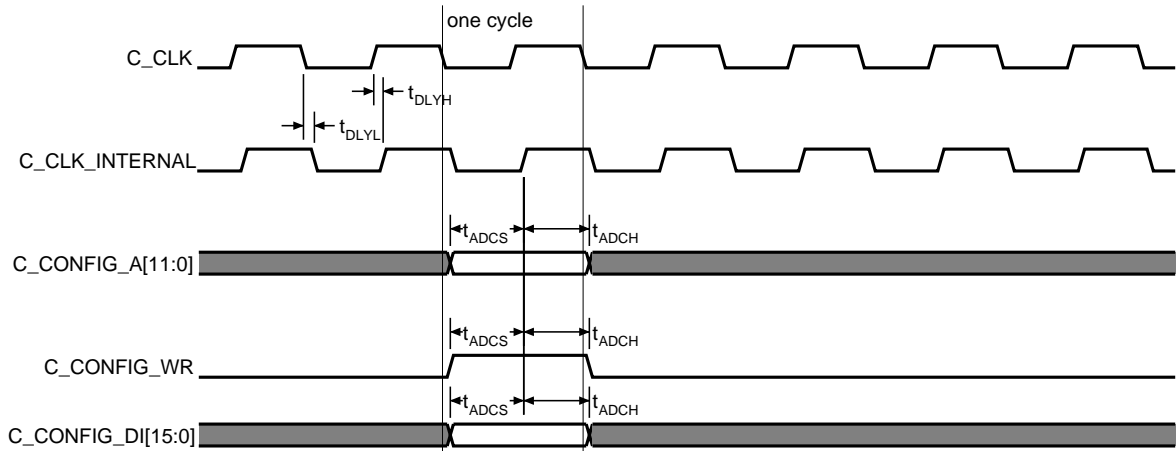 one cycle
C_CLK
tDLYH
tDLYL
C_CLK_INTERNAL
tADCS tADCH
C_CONFIG_A[11:0]
tADCS tADCH
C_CONFIG_WR
tADCS tADCH
C_CONFIG_DI[15:0]